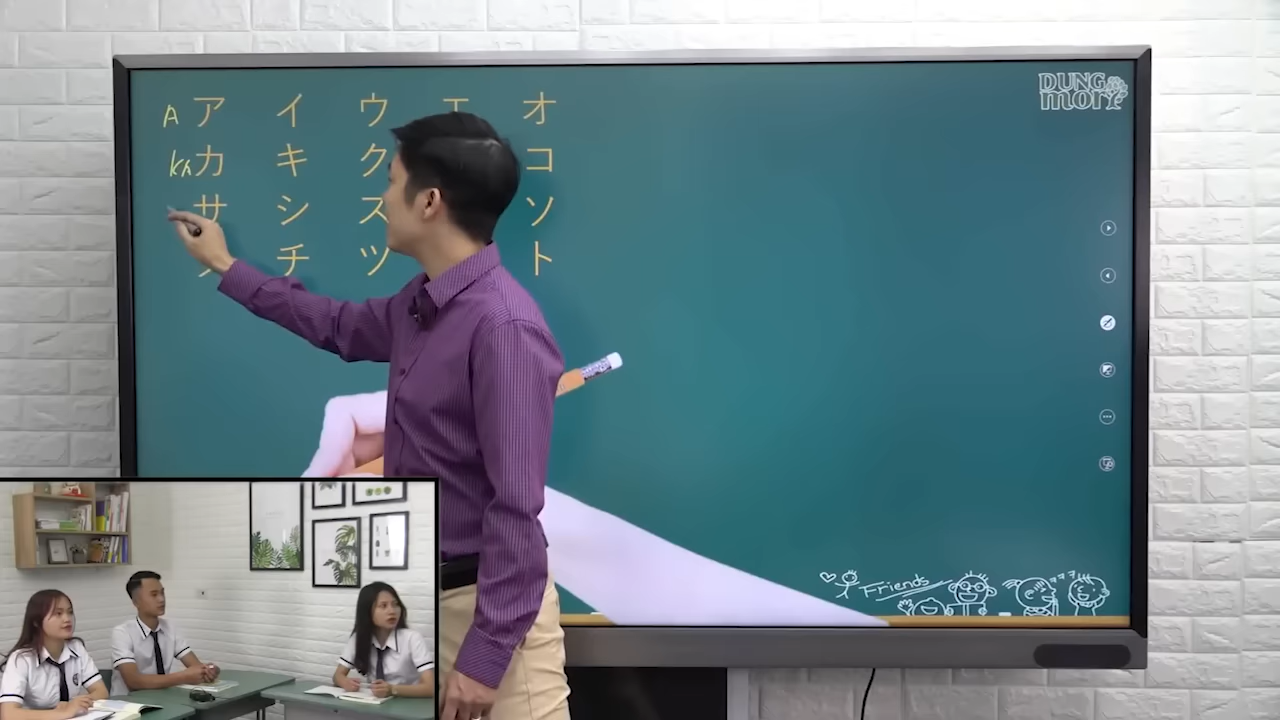 A ア イ ウ エ オ
Kh カ キ ク コ
サ シ ス ソ
チ ツ ト
DUNG
mori
Friends